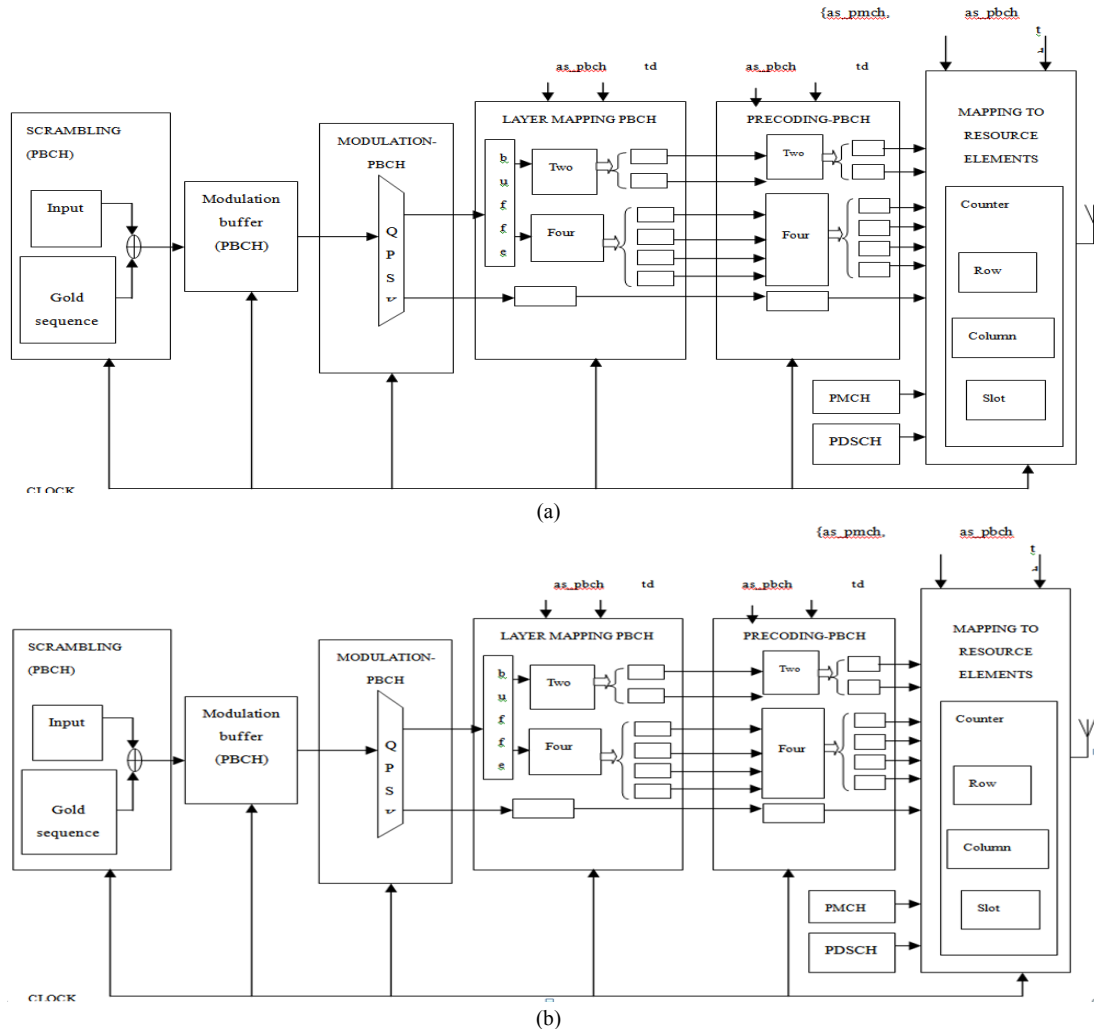 {as_pmch,
as_pbch
t
as_pbch
td
as_pbch
td
SCRAMBLING
(PBCH)
Input
Gold
sequence
Modulation
buffer
(PBCH)
MODULATION-
PBCH
Q
P
S
LAYER MAPPING PBCH
b
u
f
f
e
Two
Four
PRECODING-PBCH
Two
Four
MAPPING TO
RESOURCE
ELEMENTS
Counter
Row
Column
Slot
PMCH
PDSCH
CLOCK
(a)
{as_pmch,
as_pbch
t
as_pbch
td
as_pbch
td
SCRAMBLING
(PBCH)
Input
Gold
sequence
Modulation
buffer
(PBCH)
MODULATION-
PBCH
Q
P
S
LAYER MAPPING PBCH
b
u
f
f
e
Two
Four
PRECODING-PBCH
Two
Four
MAPPING TO
RESOURCE
ELEMENTS
Counter
Row
Column
Slot
PMCH
PDSCH
CLOCK
(b)